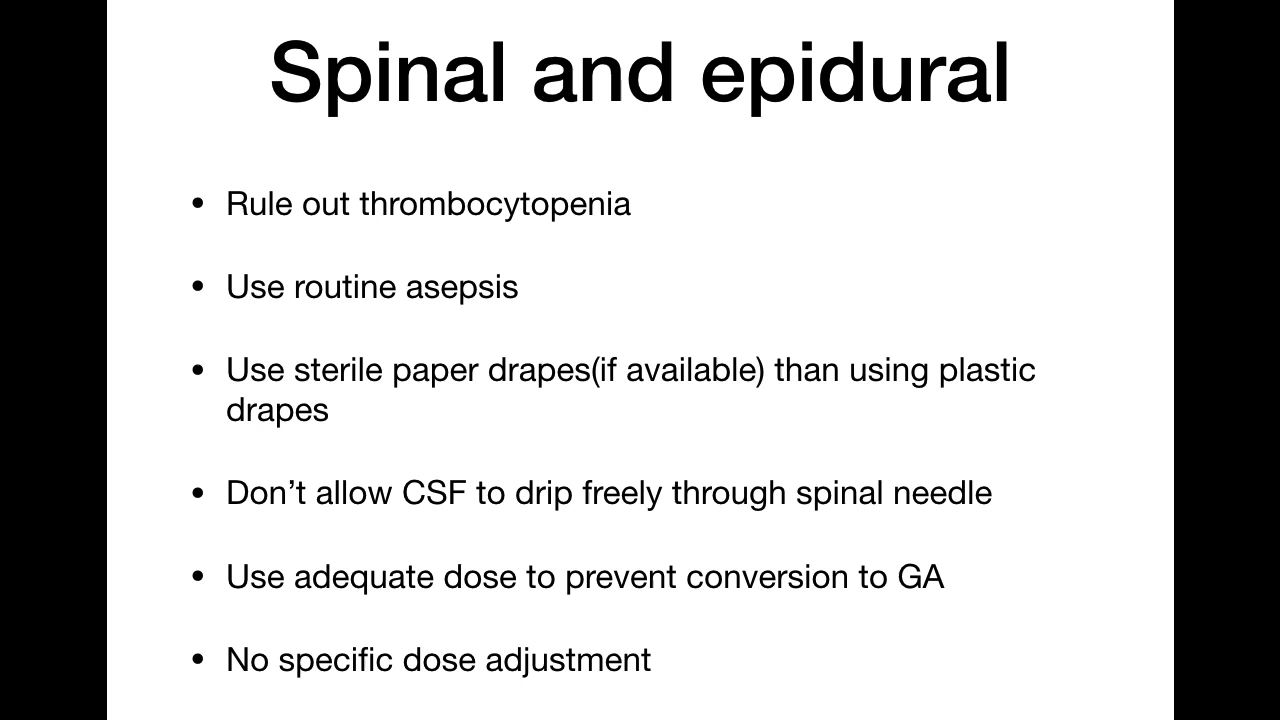 Spinal and epidural
• Rule out thrombocytopenia
• Use routine asepsis
• Use sterile paper drapes(if available) than using plastic
drapes
• Don’t allow CSF to drip freely through spinal needle
• Use adequate dose to prevent conversion to GA
• No specific dose adjustment